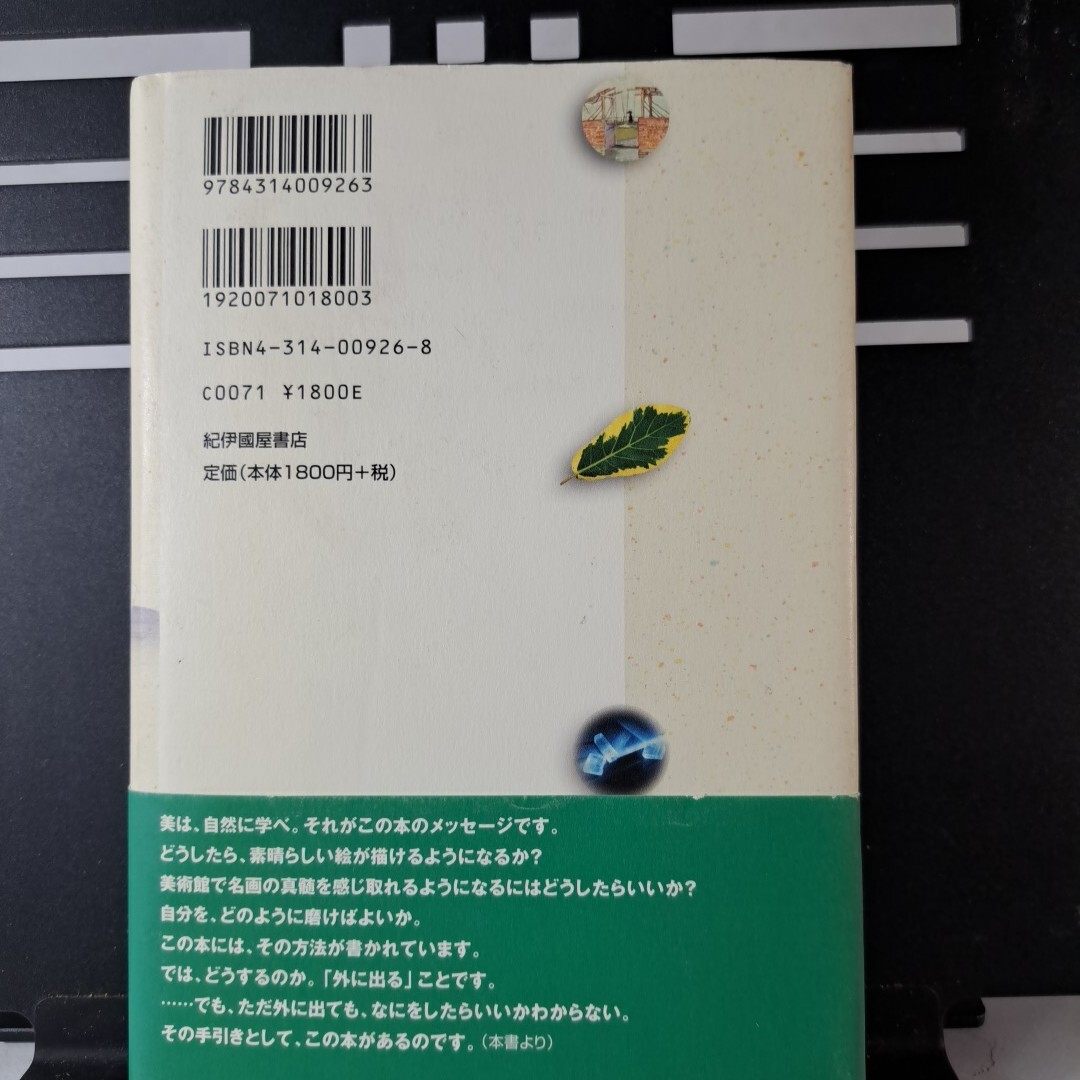 9784314009263
1920071018003
ISBN4-314-00926-8
C0071 ¥1800E
紀伊國屋書店
定価(本体1800円+税)
美は、自然に学べ。それがこの本のメッセージです。
どうしたら、素晴らしい絵が描けるようになるか?
美術館で名画の真髄を感じ取れるようになるにはどうしたらいいか?
自分を、どのように磨けばよいか。
この本には、その方法が書かれています。
では、どうするのか。「外に出る」ことです。
……でも、ただ外に出ても、なにをしたらいいかわからない。
その手引きとして、この本があるのです。(本書より)